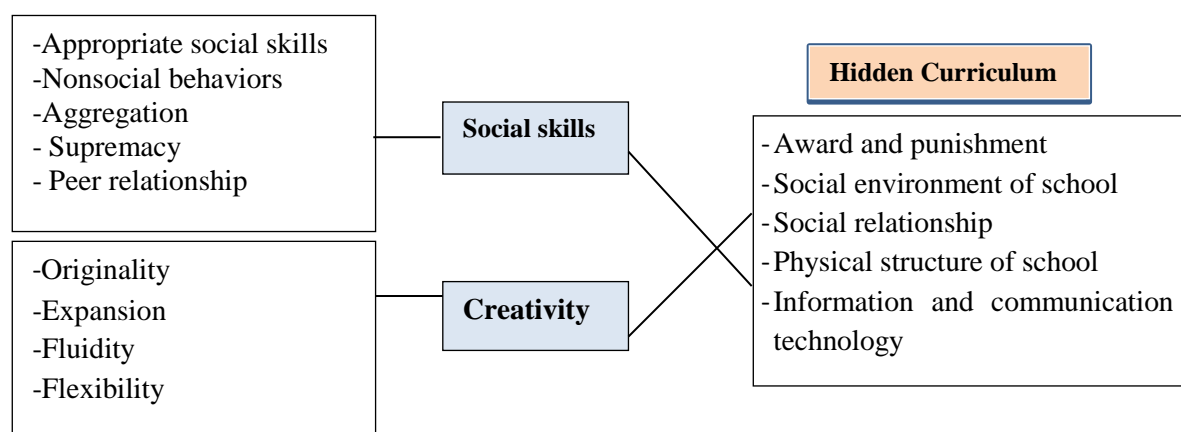 -Appropriate social skills
-Nonsocial behaviors
-Aggregation
- Supremacy
- Peer relationship
-Originality
-Expansion
-Fluidity
-Flexibility
Social skills
Creativity
Hidden Curriculum
-Award and punishment
-Social environment of school
-Social relationship
-Physical structure of school
-Information and communication
technology